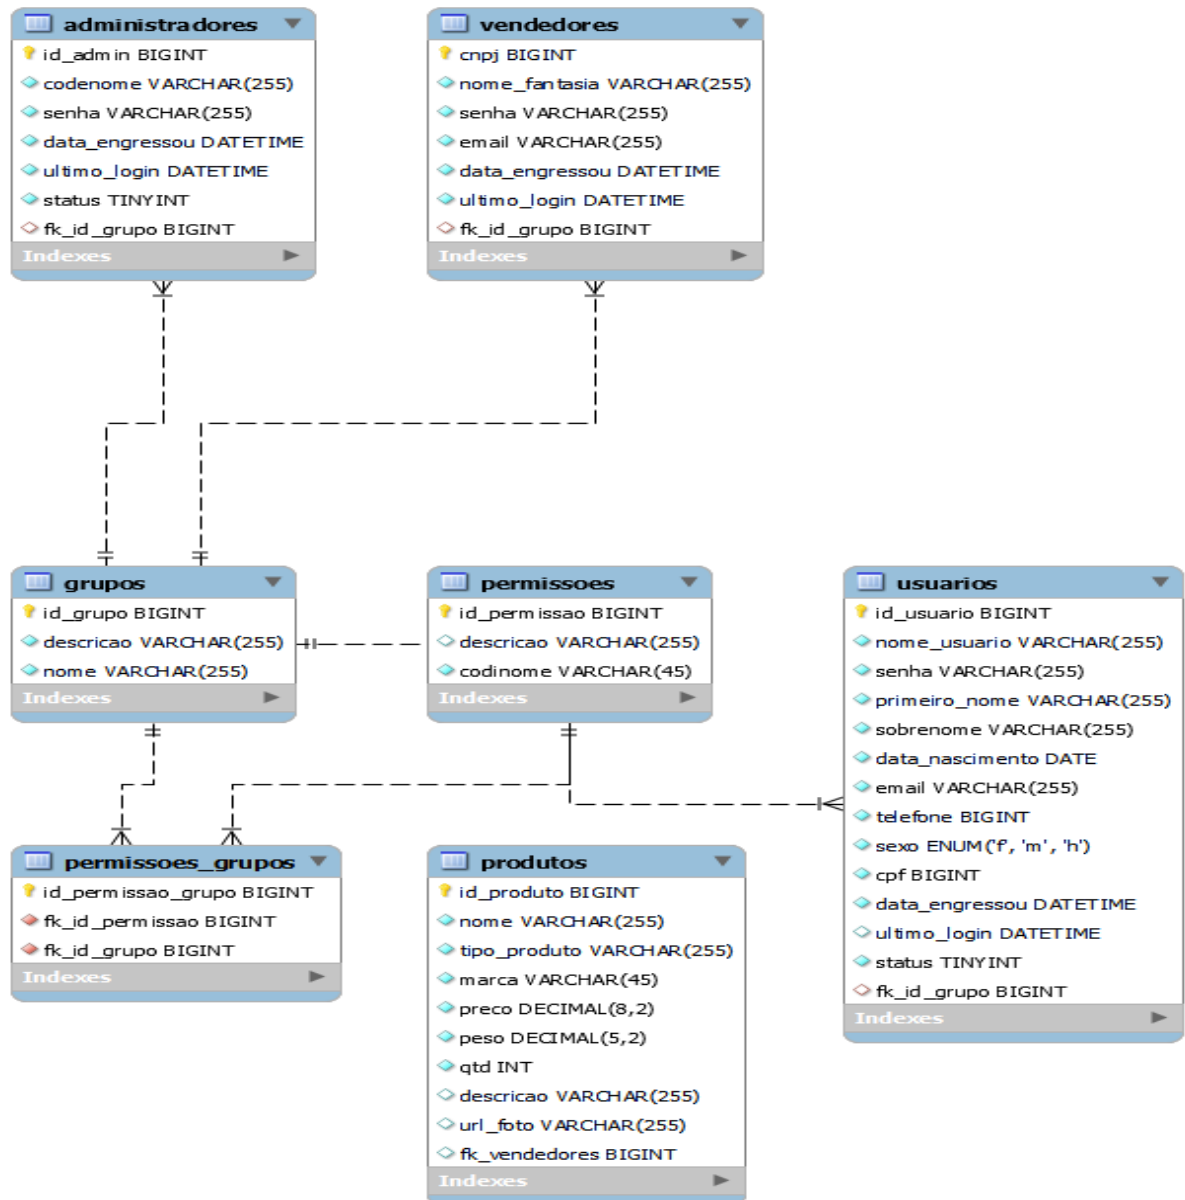 administradores
id_admin BIGINT
codenome VARCHAR(255)
senha VARCHAR(255)
data_engressou DATETIME
ultimo_login DATETIME
status TINYINT
fk_id_grupo BIGINT
Indexes
vendedores
cnpj BIGINT
nome_fantasia VARCHAR(255)
senha VARCHAR(255)
email VARCHAR(255)
data_engressou DATETIME
ultimo_login DATETIME
fk_id_grupo BIGINT
Indexes
grupos
id_grupo BIGINT
descricao VARCHAR(255)
nome VARCHAR(255)
Indexes
permissoes
id_permissao BIGINT
descricao VARCHAR(255)
codinome VARCHAR(45)
Indexes
usuarios
id_usuario BIGINT
nome_usuario VARCHAR(255)
senha VARCHAR(255)
primeiro_nome VARCHAR(255)
sobrenome VARCHAR(255)
data_nascimento DATE
email VARCHAR(255)
telefone BIGINT
sexo ENUM('f', 'm', 'h')
cpf BIGINT
data_engressou DATETIME
ultimo_login DATETIME
status TINYINT
fk_id_grupo BIGINT
Indexes
permissoes_grupos
id_permissao_grupo BIGINT
fk_id_permissao BIGINT
fk_id_grupo BIGINT
Indexes
produtos
id_produto BIGINT
nome VARCHAR(255)
tipo_produto VARCHAR(255)
marca VARCHAR(45)
preco DECIMAL(8,2)
peso DECIMAL(5,2)
qtd INT
descricao VARCHAR(255)
url_foto VARCHAR(255)
fk_vendedores BIGINT
Indexes